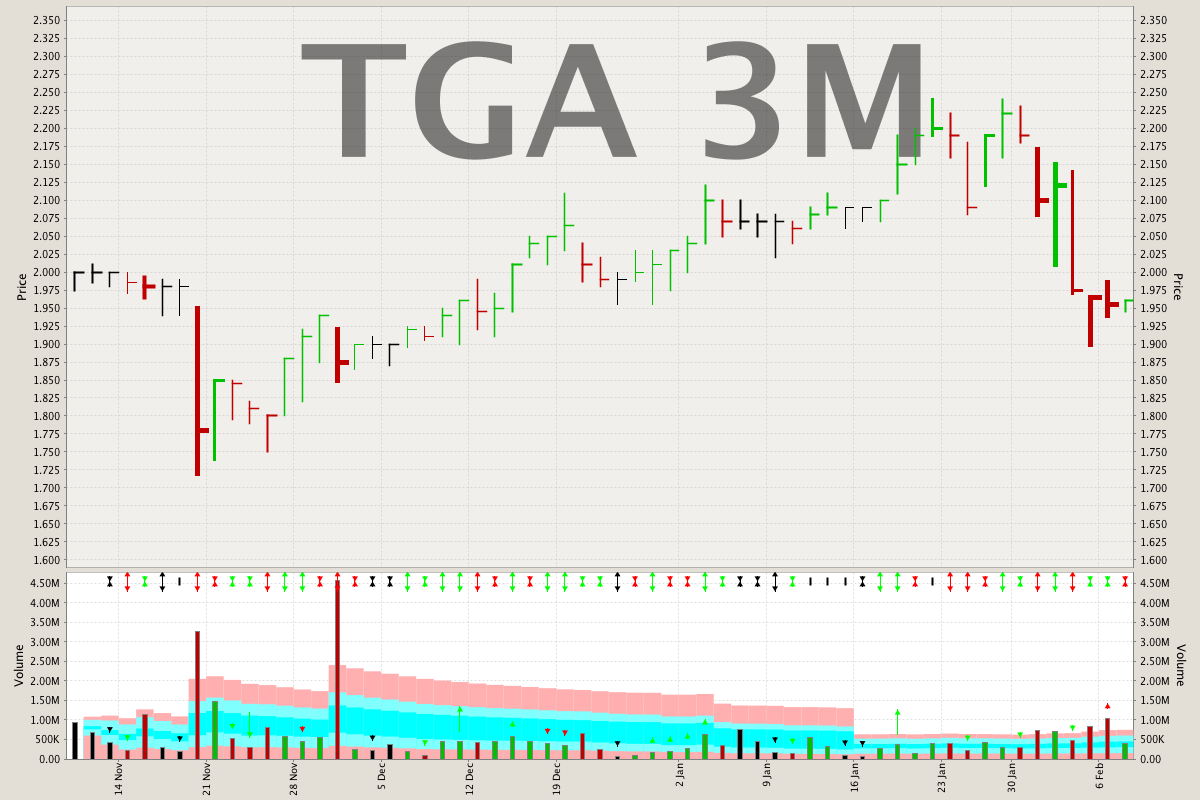 TGA 3M
2.350 2.350
2.325 2.325
2.300 2.300
2.275 2.275
2.250 2.250
2.225 2.225
2.200 2.200
2.175 2.175
2.150 2.150
2.125 2.125
2.100 2.100
2.075 2.075
2.050 2.050
2.025 2.025
2.000 2.000
1.975 1.975
1.950 1.950
1.925 1.925
1.900 1.900
1.875 1.875
1.850 1.850
1.825 1.825
1.800 1.800
1.775 1.775
1.750 1.750
1.725 1.725
1.700 1.700
1.675 1.675
1.650 1.650
1.625 1.625
1.600 1.600
Price Price
4.50M 4.50M
4.00M 4.00M
3.50M 3.50M
3.00M 3.00M
2.50M 2.50M
2.00M 2.00M
1.50M 1.50M
1.00M 1.00M
500K 500K
0.00 0.00
Volume Volume
14 Nov 21 Nov 28 Nov 5 Dec 12 Dec 19 Dec 2 Jan 9 Jan 16 Jan 23 Jan 30 Jan 6 Feb